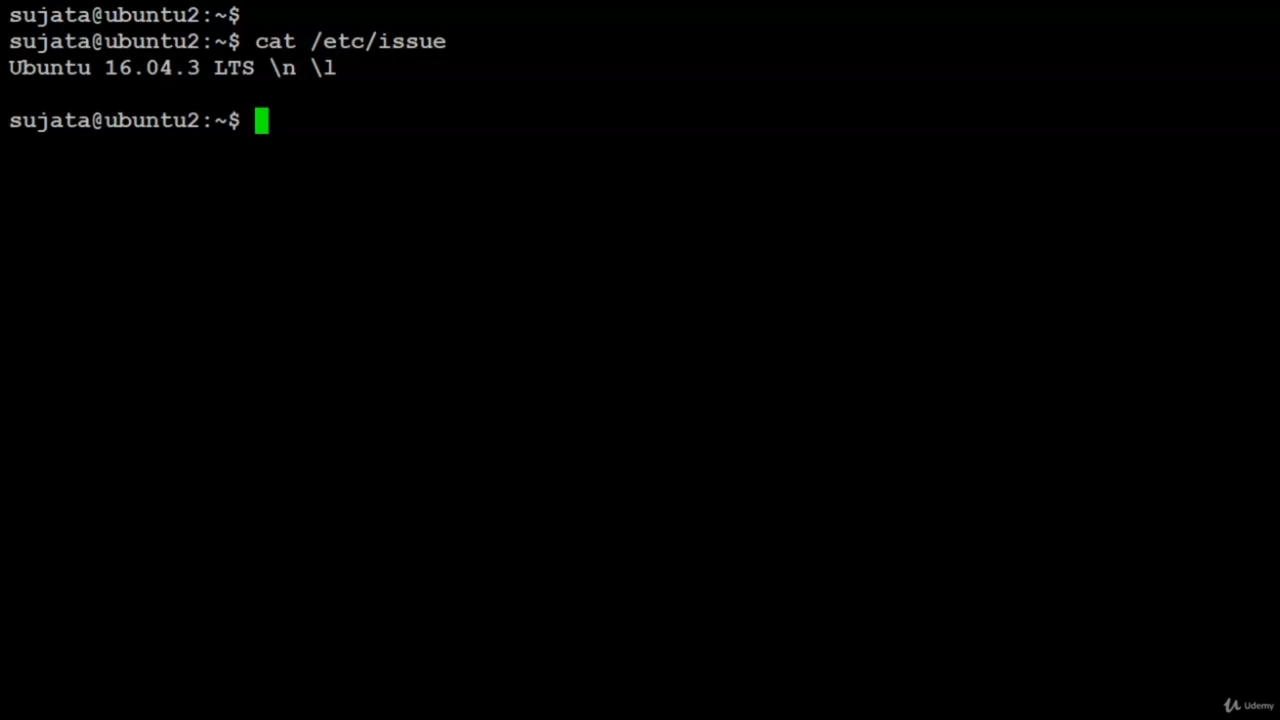 sujata@ubuntu2:~$
sujata@ubuntu2:~$ cat /etc/issue
Ubuntu 16.04.3 LTS \n \l
sujata@ubuntu2:~$
Udemy